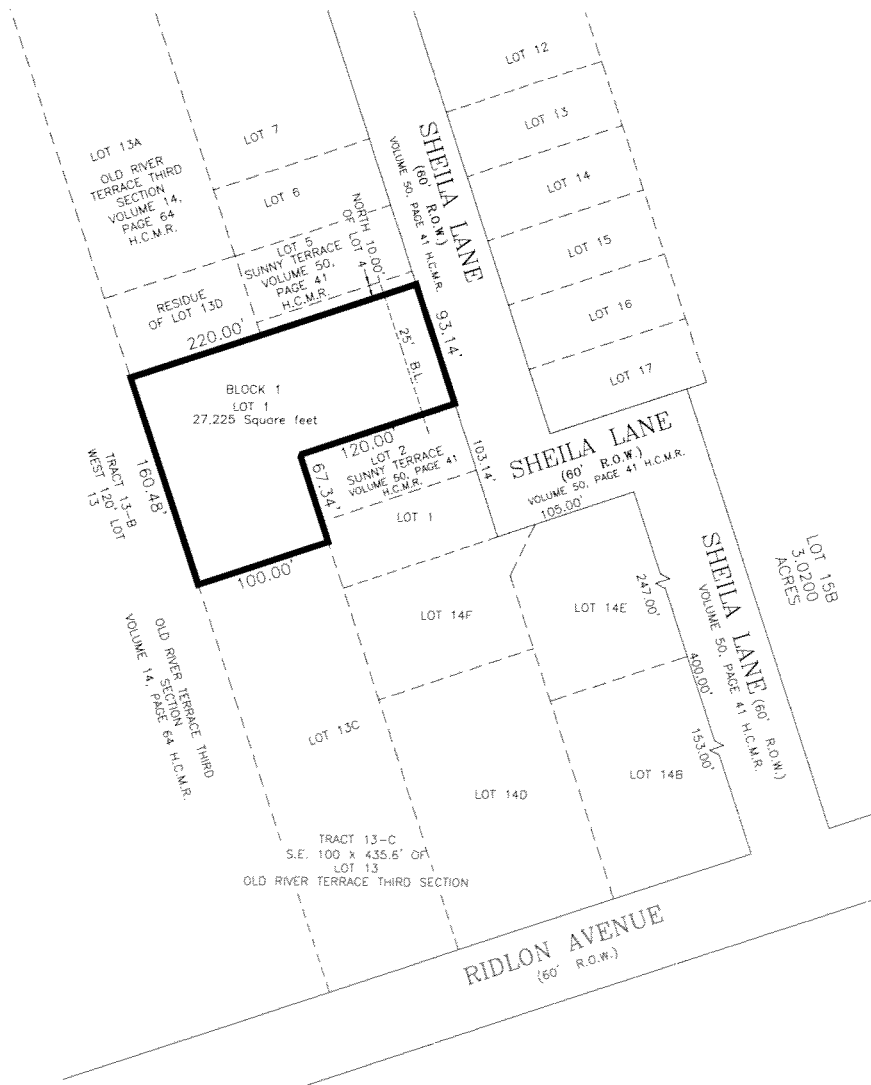 LOT 12
LOT 13
LOT 14
LOT 15
LOT 16
LOT 17
SHEILA LANE
(60' R.O.W.)
VOLUME 50, PAGE 41 H.C.M.R.
LOT 7
LOT 6
LOT 5
SUNNY TERRACE
VOLUME 50,
PAGE 41
H.C.M.R.
NORTH 10.00'
OF LOT 4
LOT 13A
OLD RIVER
TERRACE THIRD
SECTION
VOLUME 14,
PAGE 64
H.C.M.R.
RESIDUE
OF LOT 13D
220.00'
93.14'
25' B.L.
BLOCK 1
LOT 1
27,225 Square feet
120.00'
67.34'
160.48'
100.00'
TRACT 13-B
WEST 120' LOT
13
LOT 2
SUNNY TERRACE
VOLUME 50, PAGE 41
H.C.M.R.
103.14'
LOT 1
SHEILA LANE
(60' R.O.W.)
VOLUME 50, PAGE 41 H.C.M.R.
105.00'
LOT 14F
LOT 14E
247.00'
400.00'
153.00'
SHEILA LANE (60' R.O.W.)
VOLUME 50, PAGE 41 H.C.M.R.
LOT 15B
3.0200
ACRES
OLD RIVER TERRACE THIRD
SECTION
VOLUME 14, PAGE 64 H.C.M.R.
LOT 13C
LOT 14D
LOT 14B
TRACT 13-C
S.E. 100 X 435.6' OF
LOT 13
OLD RIVER TERRACE THIRD SECTION
RIDLON AVENUE
(60' R.O.W.)